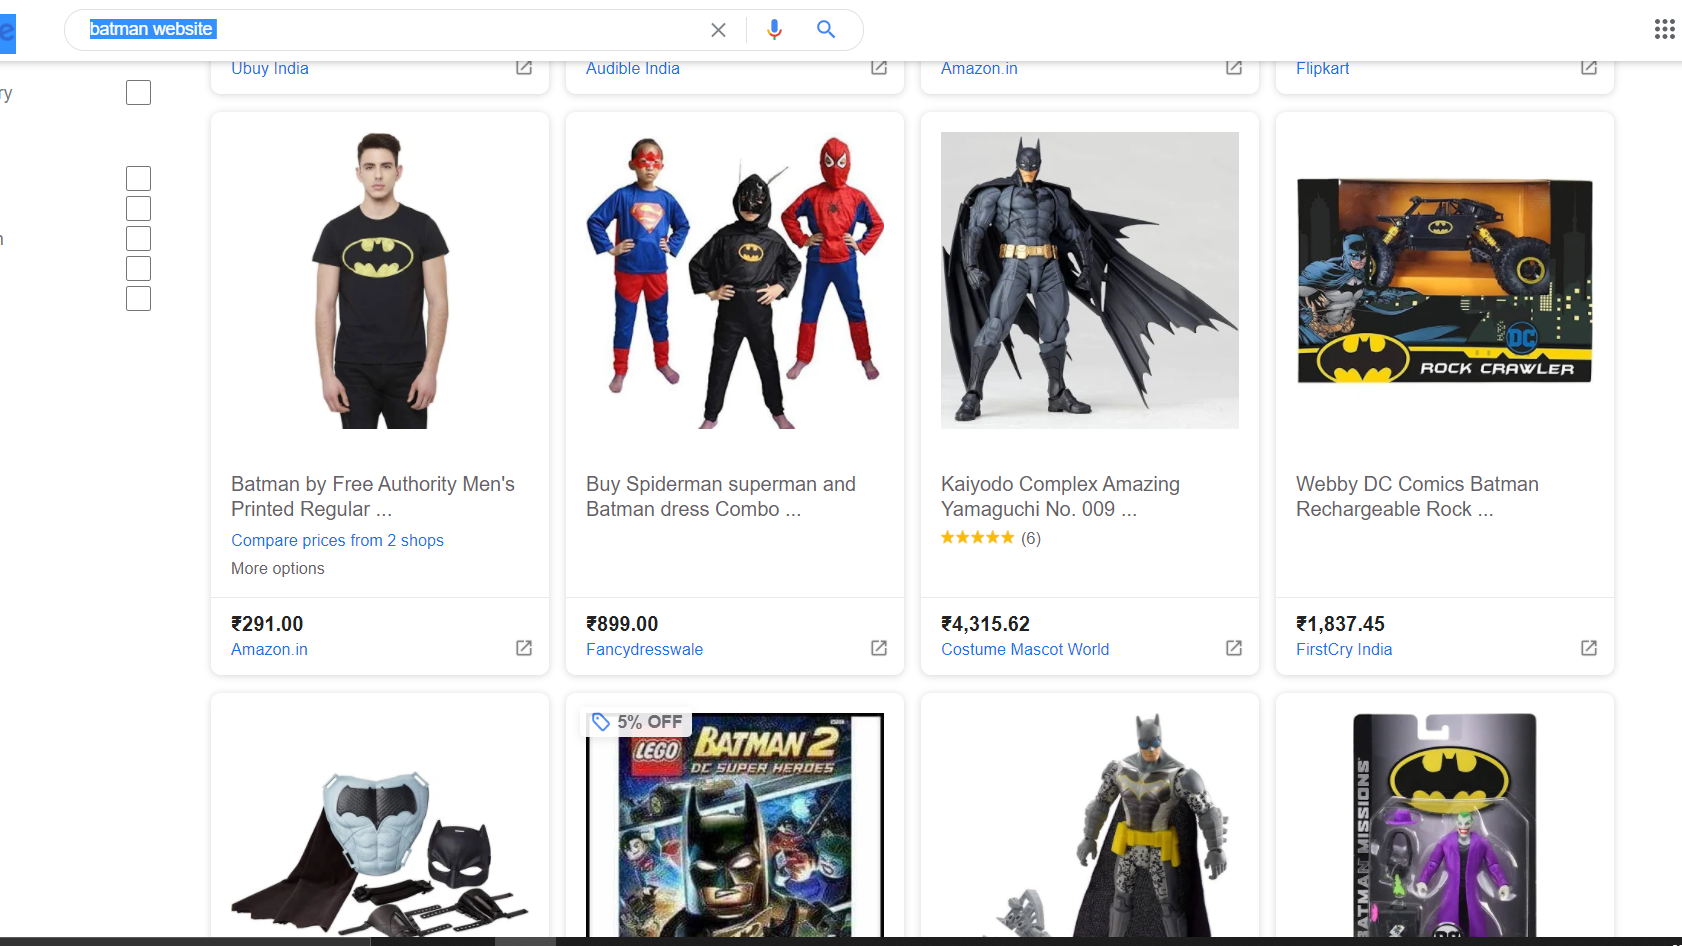 e
batman website
Ubuy India
Audible India
Amazon.in
Flipkart
ry
n
ROCK CRAWLER
DC
Batman by Free Authority Men's
Printed Regular ...
Compare prices from 2 shops
More options
₹291.00
Amazon.in
Buy Spiderman superman and
Batman dress Combo ...
₹899.00
Fancydresswale
Kaiyodo Complex Amazing
Yamaguchi No. 009 ...
(6)
₹4,315.62
Costume Mascot World
Webby DC Comics Batman
Rechargeable Rock ...
₹1,837.45
FirstCry India
5% OFF
LEGO
BATMAN 2
DC SUPER HEROES
BATMAN MISSIONS
DC